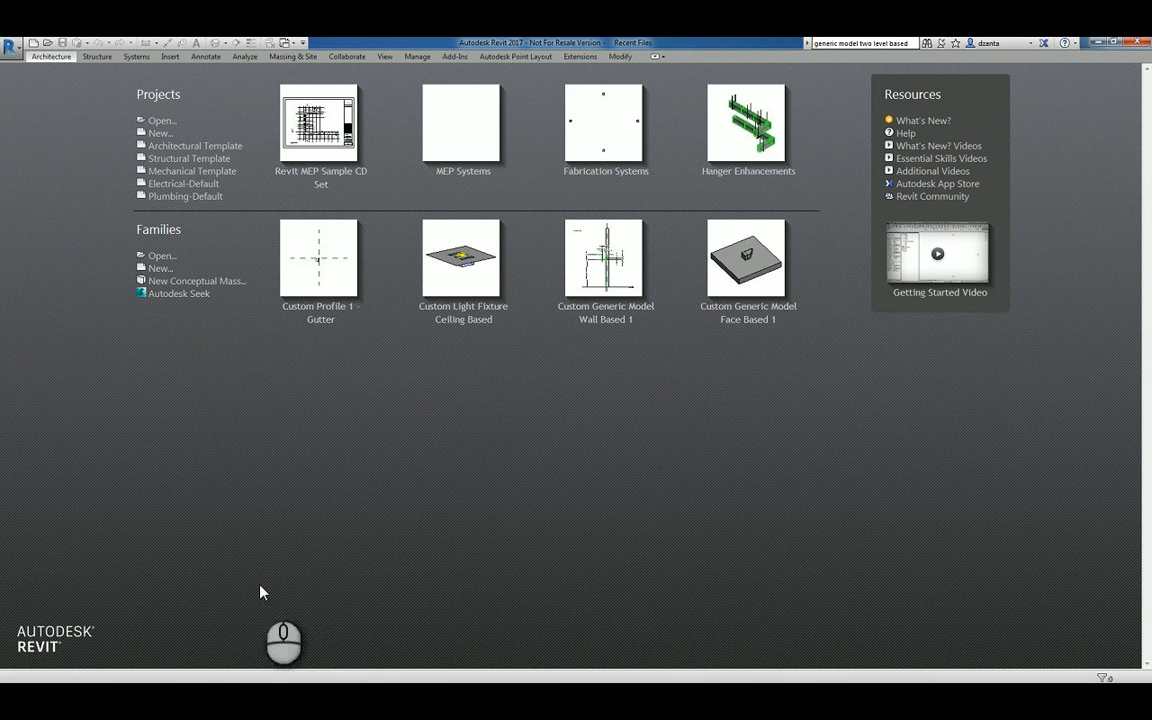 Autodesk Revit 2017 - Not For Resale Version - Recent Files
generic model two level based
dzanta
Architecture Structure Systems Insert Annotate Analyze Massing & Site Collaborate View Manage Add-Ins Autodesk Point Layout Extensions Modify
Projects
Open...
New...
Architectural Template
Structural Template
Mechanical Template
Electrical-Default
Plumbing-Default
Revit MEP Sample CD
Set
MEP Systems
Fabrication Systems
Hanger Enhancements
Families
Open...
New...
New Conceptual Mass...
Autodesk Seek
Custom Profile 1 -
Gutter
Custom Light Fixture
Ceiling Based
Custom Generic Model
Wall Based 1
Custom Generic Model
Face Based 1
Resources
What's New?
Help
What's New? Videos
Essential Skills Videos
Additional Videos
Autodesk App Store
Revit Community
Getting Started Video
AUTODESK®
REVIT®